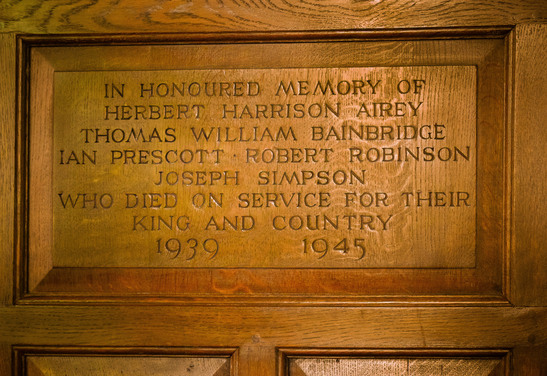 IN HONOURED MEMORY OF
HERBERT HARRISON AIREY
THOMAS WILLIAM BAINBRIDGE
IAN PRESCOTT · ROBERT ROBINSON
JOSEPH SIMPSON
WHO DIED ON SERVICE FOR THEIR
KING AND COUNTRY
1939 1945